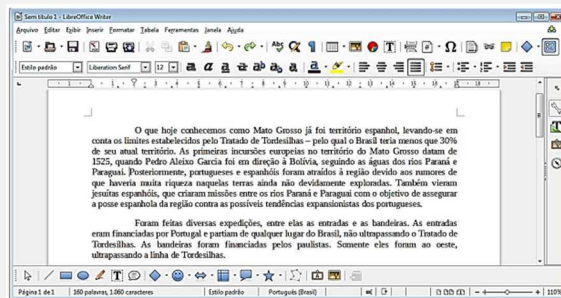 Sem título 1 - LibreOffice Writer
Arquivo Editar Exibir Inserir Formatar Tabela Ferramentas Janela Ajuda
Estilo padrão Liberation Serif 12
O que hoje conhecemos como Mato Grosso já foi território espanhol, levando-se em
conta os limites estabelecidos pelo Tratado de Tordesilhas – pelo qual o Brasil teria menos que 30%
de seu atual território. As primeiras incursões europeias no território do Mato Grosso datam de
1525, quando Pedro Aleixo Garcia foi em direção à Bolívia, seguindo as águas dos rios Paraná e
Paraguai. Posteriormente, portugueses e espanhóis foram atraídos à região devido aos rumores de
que haveria muita riqueza naquelas terras ainda não devidamente exploradas. Também vieram
jesuítas espanhóis, que criaram missões entre os rios Paraná e Paraguai com o objetivo de assegurar
a posse espanhola da região contra as possíveis tendências expansionistas dos portugueses.
Foram feitas diversas expedições, entre elas as entradas e as bandeiras. As entradas
eram financiadas por Portugal e partiam de qualquer lugar do Brasil, não ultrapassando o Tratado de
Tordesilhas. As bandeiras foram financiadas pelos paulistas. Somente eles foram ao oeste,
ultrapassando a linha de Tordesilhas.
Página 1 de 1 160 palavras, 1.060 caracteres Estilo padrão Português (Brasil) 110%